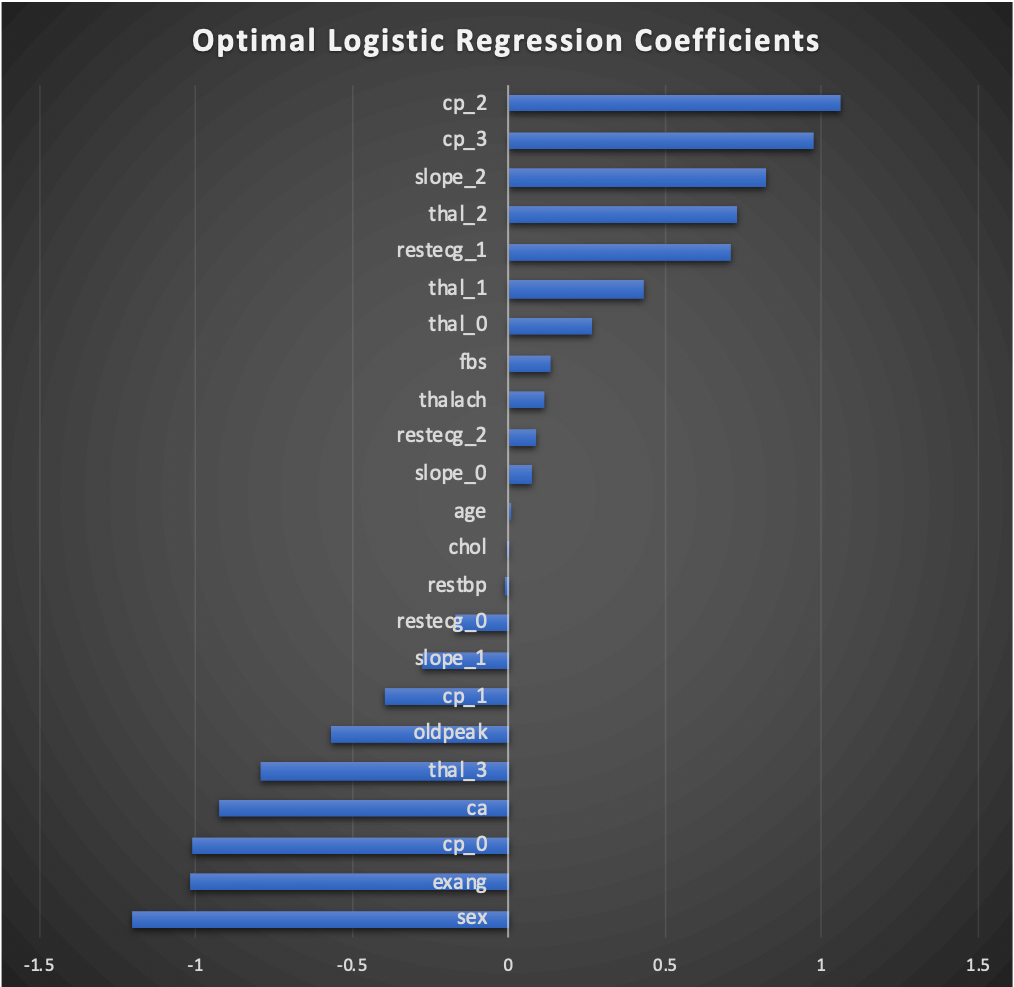 Optimal Logistic Regression Coefficients
cp_2
cp_3
slope_2
thal_2
restecg_1
thal_1
thal_0
fbs
thalach
restecg_2
slope_0
age
chol
restbp
restecg_0
slope_1
cp_1
oldpeak
thal_3
ca
cp_0
exang
sex
-1.5 -1 -0.5 0 0.5 1 1.5